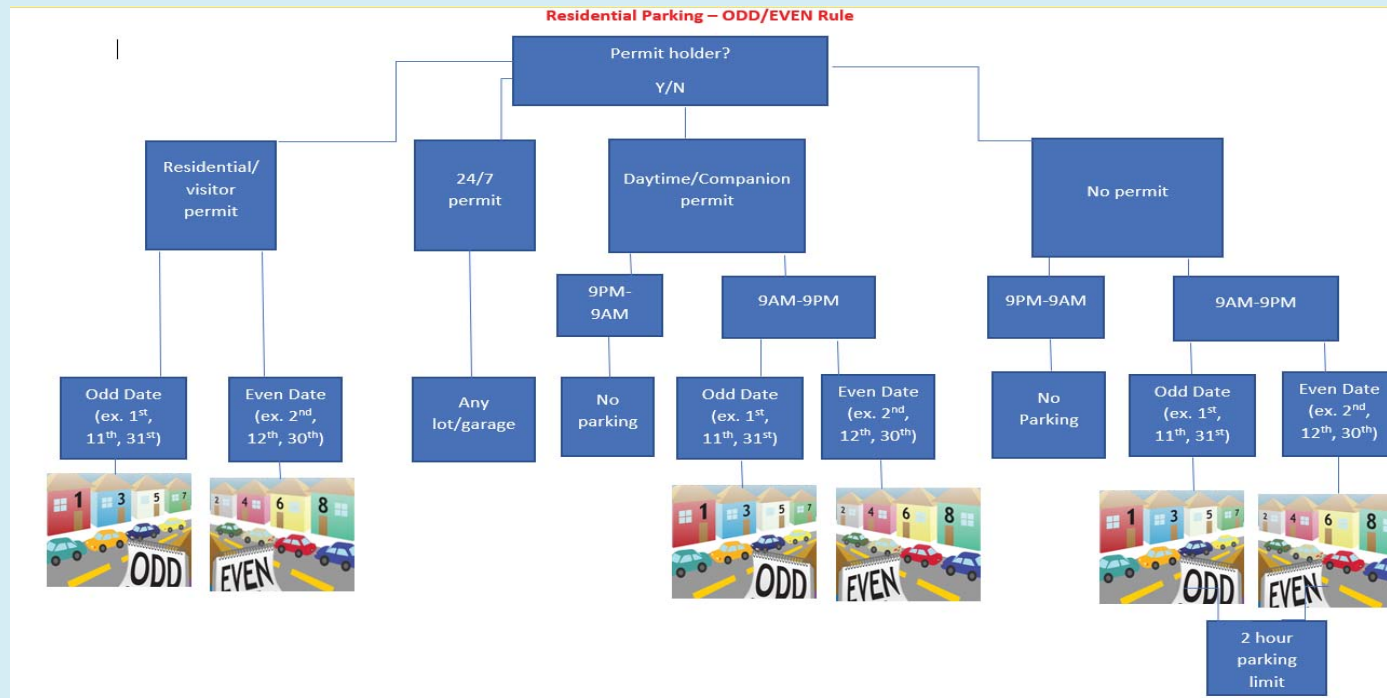 Residential Parking – ODD/EVEN Rule
Permit holder?
Y/N
Residential/
visitor
permit
24/7
permit
Daytime/Companion
permit
No permit
9PM-
9AM
9AM-9PM
9PM-9AM
9AM-9PM
Odd Date
(ex. 1st,
11th, 31st)
Even Date
(ex. 2nd,
12th, 30th)
Any
lot/garage
No
parking
Odd Date
(ex. 1st,
11th, 31st)
Even Date
(ex. 2nd,
12th, 30th)
No
Parking
Odd Date
(ex. 1st,
11th, 31st)
Even Date
(ex. 2nd,
12th, 30th)
1 3 5 7
ODD
2 4 6 8
EVEN
1 3 5 7
ODD
2 4 6 8
EVEN
1 3 5 7
ODD
2 4 6 8
EVEN
2 hour
parking
limit